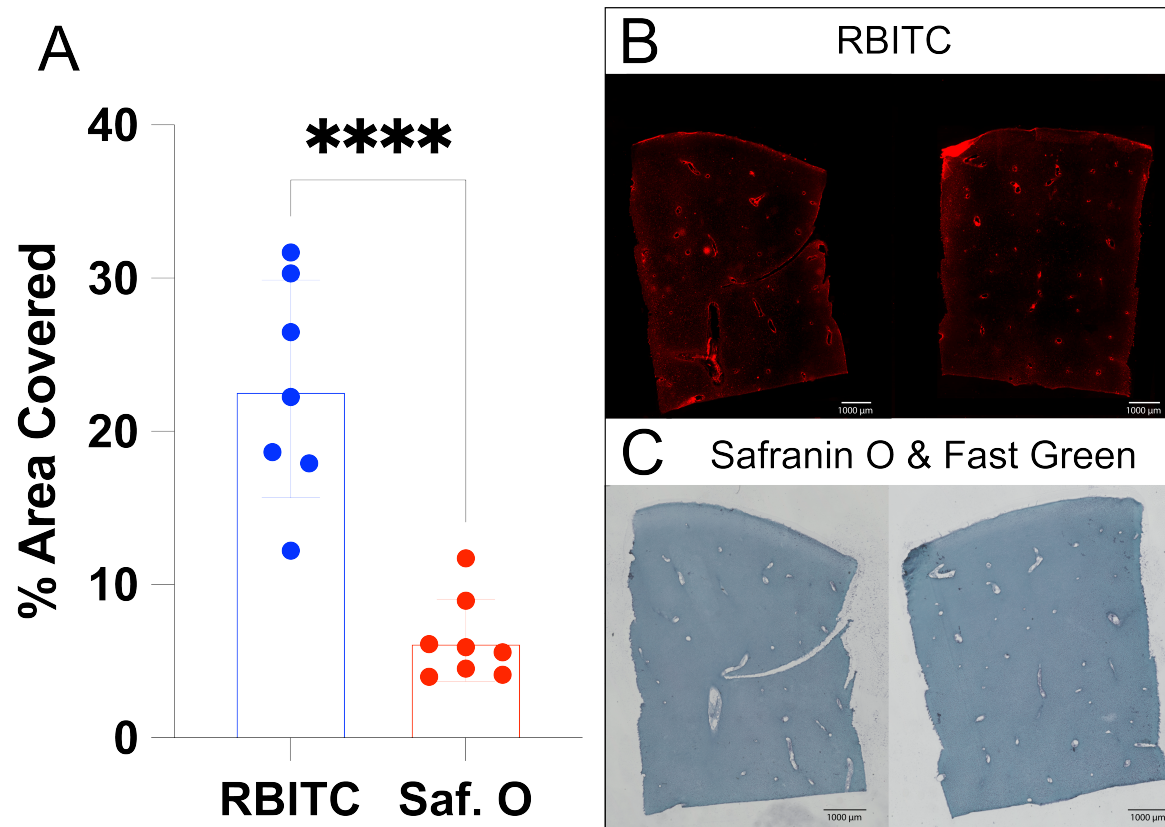 A
****
% Area Covered
40
30
20
10
0
RBITC
Saf. O
B
RBITC
1000 µm
1000 µm
C
Safranin O & Fast Green
1000 µm
1000 µm